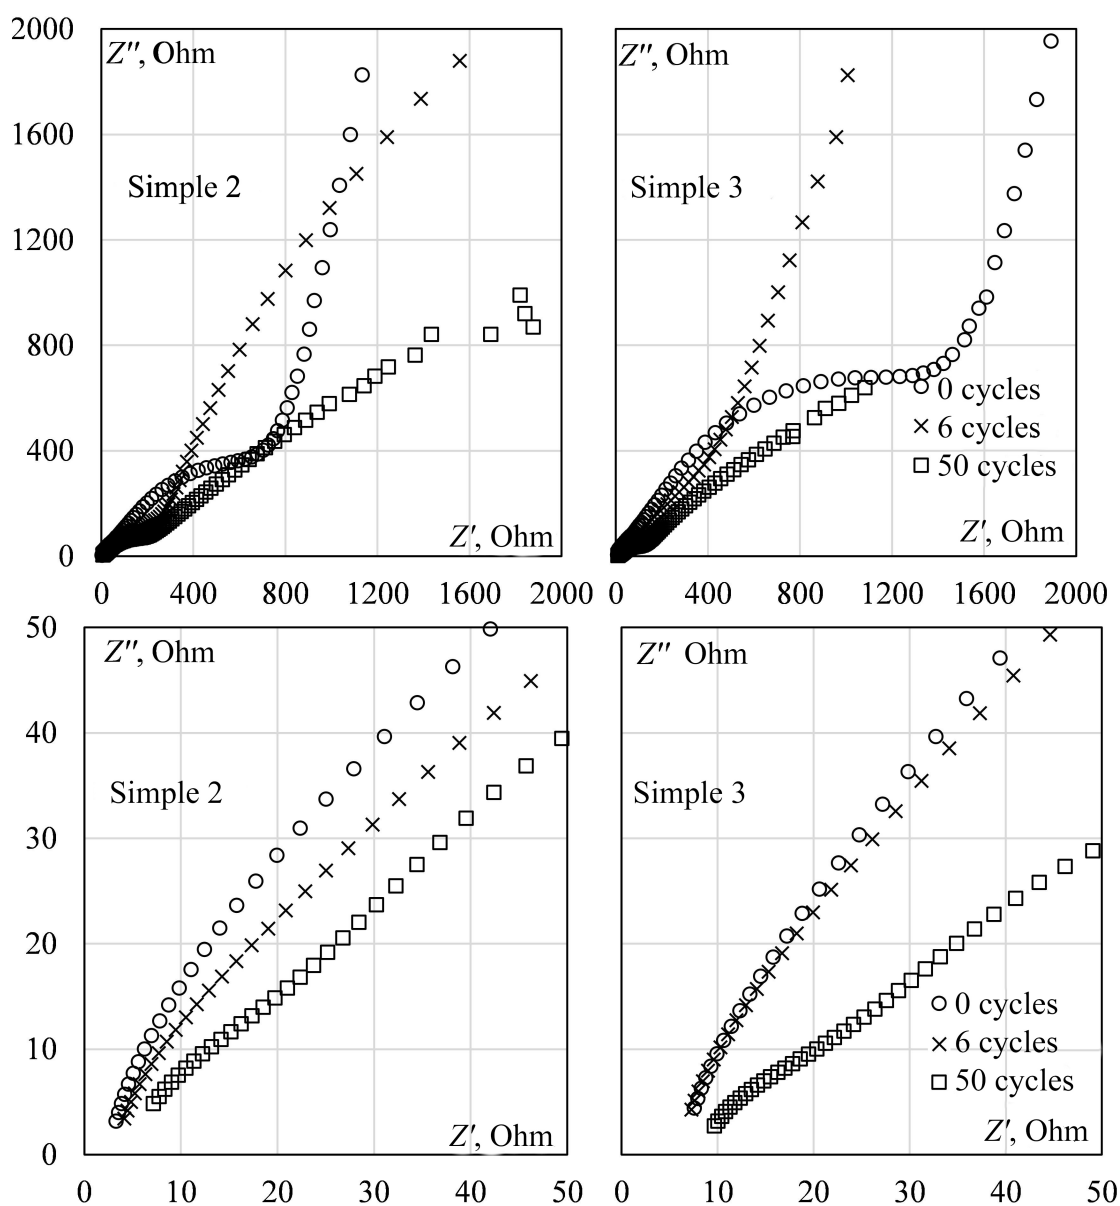 2000
Z″, Ohm
Z″, Ohm
1600
Simple 2
Simple 3
1200
800
0 cycles
400
6 cycles
50 cycles
Z′, Ohm
Z′, Ohm
0
0 400 800 1200 1600 2000
0 400 800 1200 1600 2000
50
Z″, Ohm
Z″ Ohm
40
Simple 2
Simple 3
30
20
0 cycles
10
6 cycles
50 cycles
Z′, Ohm
Z′, Ohm
0
0 10 20 30 40 50
0 10 20 30 40 50